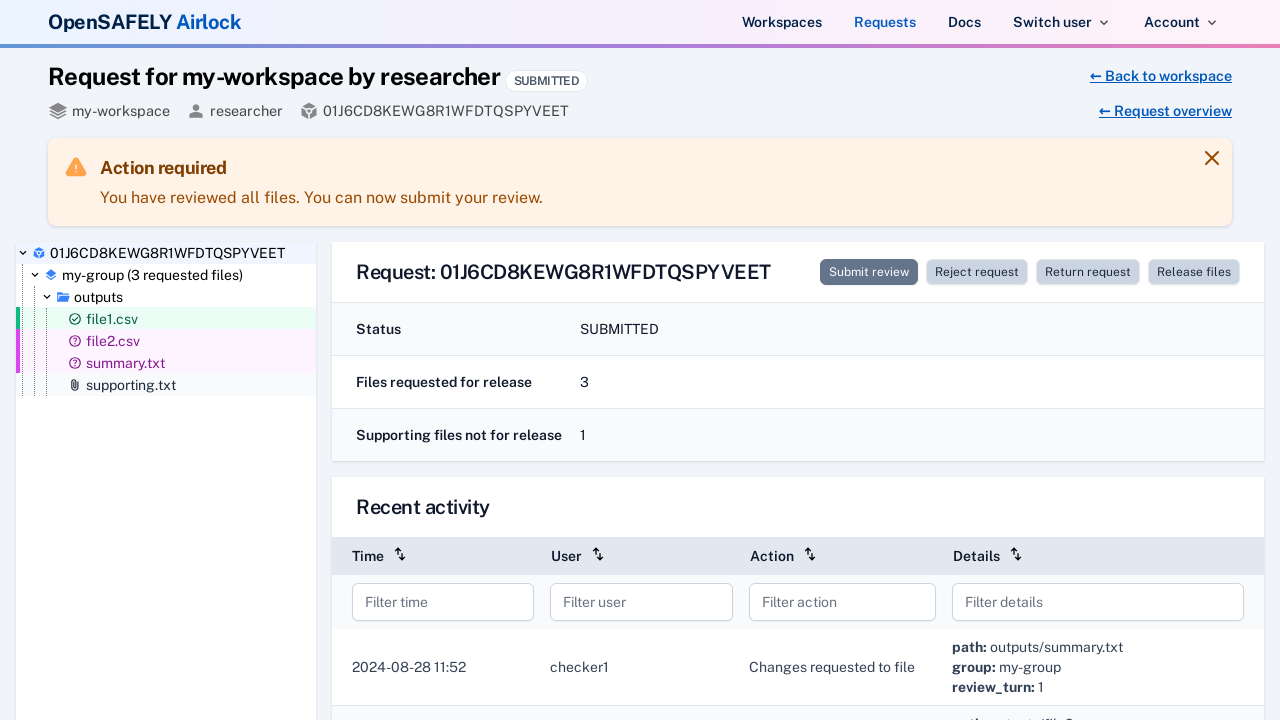 OpenSAFELY Airlock
Workspaces
Requests
Docs
Switch user
Account
Request for my-workspace by researcher SUBMITTED
← Back to workspace
my-workspace researcher 01J6CD8KEWG8R1WFDTQSPYVEET
← Request overview
Action required
You have reviewed all files. You can now submit your review.
01J6CD8KEWG8R1WFDTQSPYVEET
my-group (3 requested files)
outputs
file1.csv
file2.csv
summary.txt
supporting.txt
Request: 01J6CD8KEWG8R1WFDTQSPYVEET
Submit review
Reject request
Return request
Release files
Status SUBMITTED
Files requested for release 3
Supporting files not for release 1
Recent activity
Time User Action Details
Filter time Filter user Filter action Filter details
2024-08-28 11:52 checker1 Changes requested to file
path: outputs/summary.txt
group: my-group
review_turn: 1